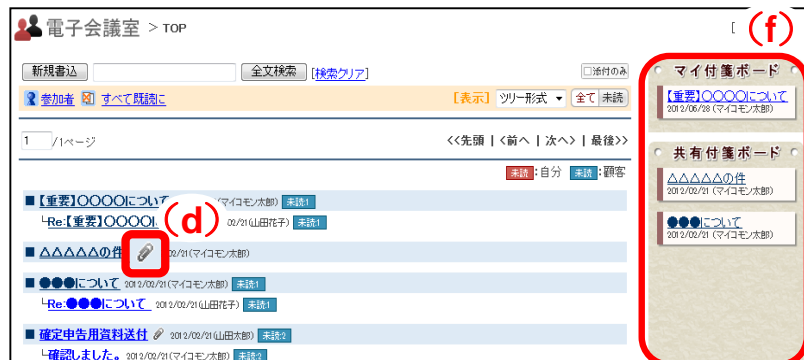 電子会議室 > TOP
[
(f)
新規書込 全文検索 [検索クリア] □添付のみ
参加者 すべて既読に 【表示】 ツリー形式 ▼ 全て 未読
1 /1ページ <<先頭 | <前へ | 次へ> | 最後>>
未読:自分 未読:顧客
■【重要】○○○○について マイコモン太郎) 未読:1
└Re:【重要】○○○○に 02/21(山田花子) 未読:1
(d)
■ △△△△△の件 02/21(マイコモン太郎)
■ ●●●について 2012/02/21(マイコモン太郎) 未読:1
└Re:●●●について 2012/02/21(山田花子) 未読:1
■ 確定申告用資料送付 2012/02/21(山田太郎) 未読:2
└確認しました。 2012/02/21(マイコモン太郎) 未読:2
マイ付箋ボード
【重要】○○○○について
2012/06/28 (マイコモン太郎)
共有付箋ボード
△△△△△の件
2012/02/21 (マイコモン太郎)
●●●について
2012/02/21 (マイコモン太郎)